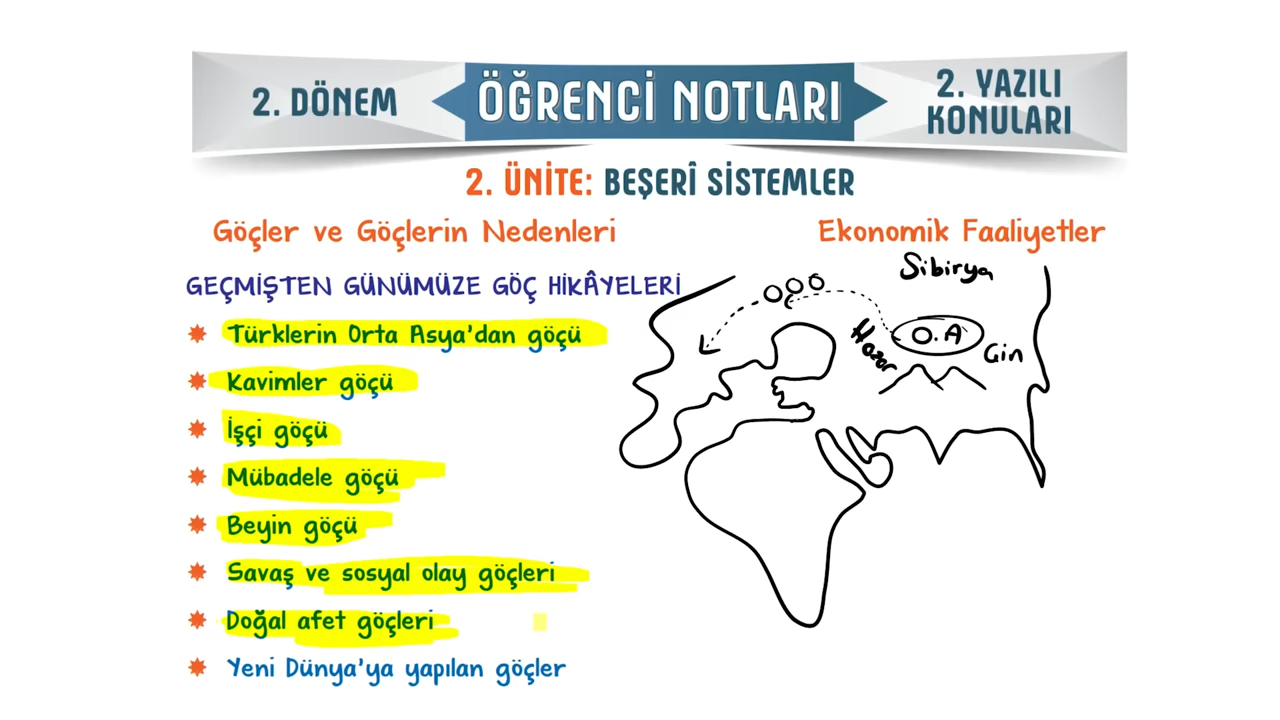 2. DÖNEM
ÖĞRENCİ NOTLARI
2. YAZILI
KONULARI
2. ÜNİTE: BEŞERÎ SİSTEMLER
Göçler ve Göçlerin Nedenleri
Ekonomik Faaliyetler
GEÇMİŞTEN GÜNÜMÜZE GÖÇ HİKÂYELERİ
Türklerin Orta Asya'dan göçü
Kavimler göçü
İşçi göçü
Mübadele göçü
Beyin göçü
Savaş ve sosyal olay göçleri
Doğal afet göçleri
Yeni Dünya'ya yapılan göçler
Sibirya
Hazar
O.A
Çin